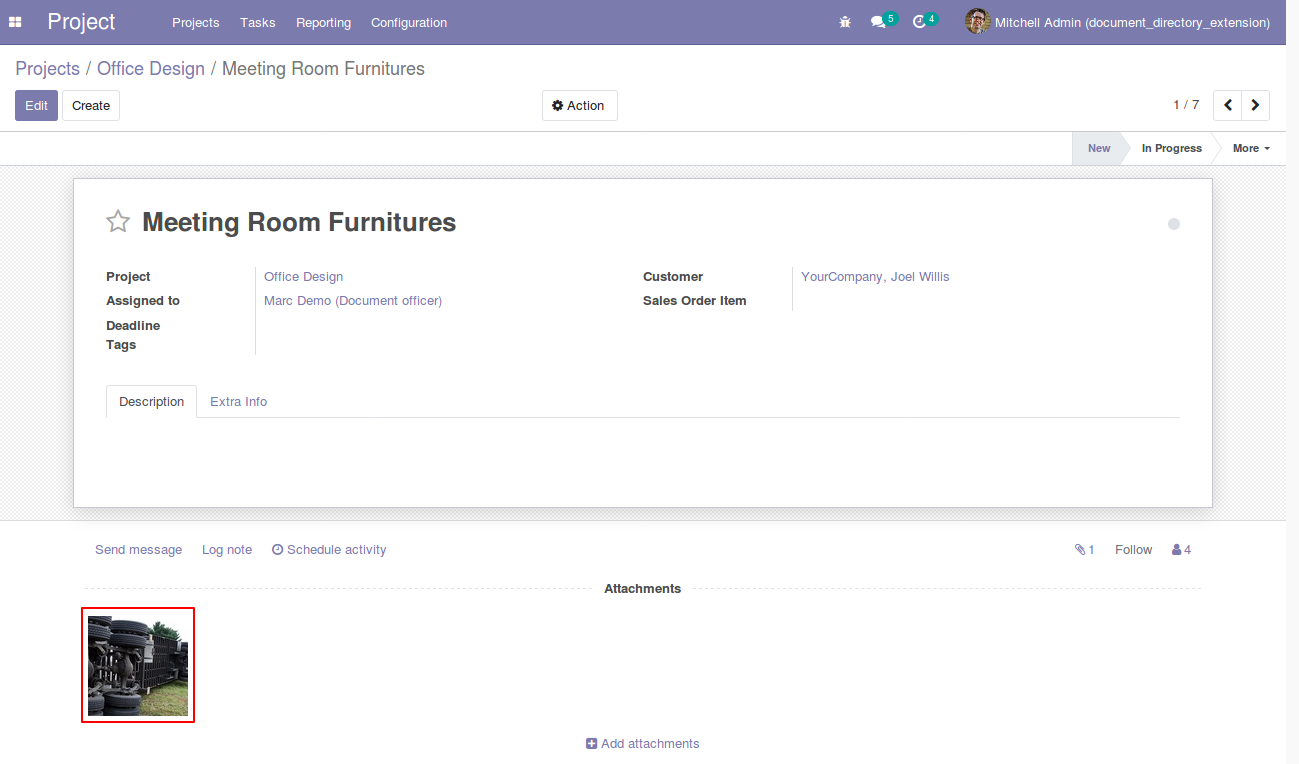 Project Projects Tasks Reporting Configuration 5 4 Mitchell Admin (document_directory_extension)
Projects / Office Design / Meeting Room Furnitures
Edit Create Action 1 / 7
New In Progress More
Meeting Room Furnitures
Project Office Design Customer YourCompany, Joel Willis
Assigned to Marc Demo (Document officer) Sales Order Item
Deadline
Tags
Description Extra Info
Send message Log note Schedule activity 1 Follow 4
Attachments
Add attachments